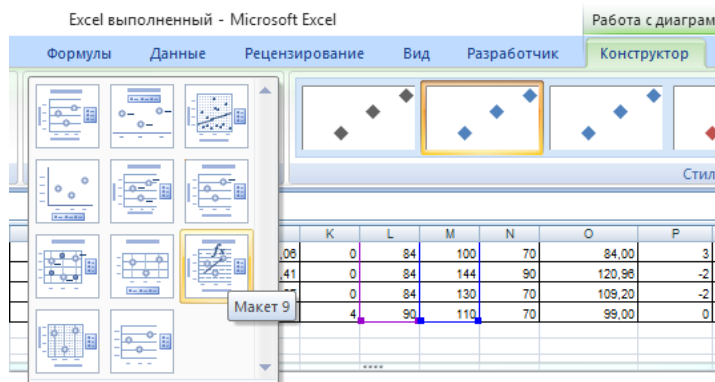 Excel выполненный - Microsoft Excel Работа с диаграм
Формулы Данные Рецензирование Вид Разработчик Конструктор
Стил
K L M N O P
,06 0 84 100 70 84,00 3
,41 0 84 144 90 120,96 -2
0 84 130 70 109,20 -2
4 90 110 70 99,00 0
Макет 9